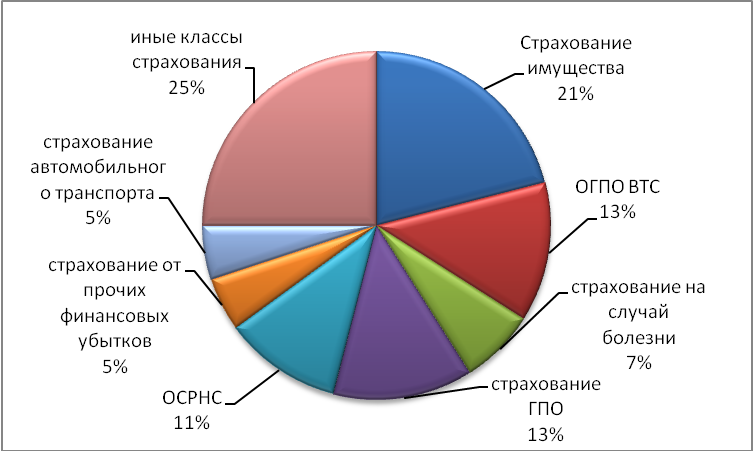 Страхование
имущества
21%
ОГПО ВТС
13%
страхование на
случай
болезни
7%
страхование
ГПО
13%
ОСРНС
11%
страхование от
прочих
финансовых
убытков
5%
страхование
автомобильног
о транспорта
5%
иные классы
страхования
25%